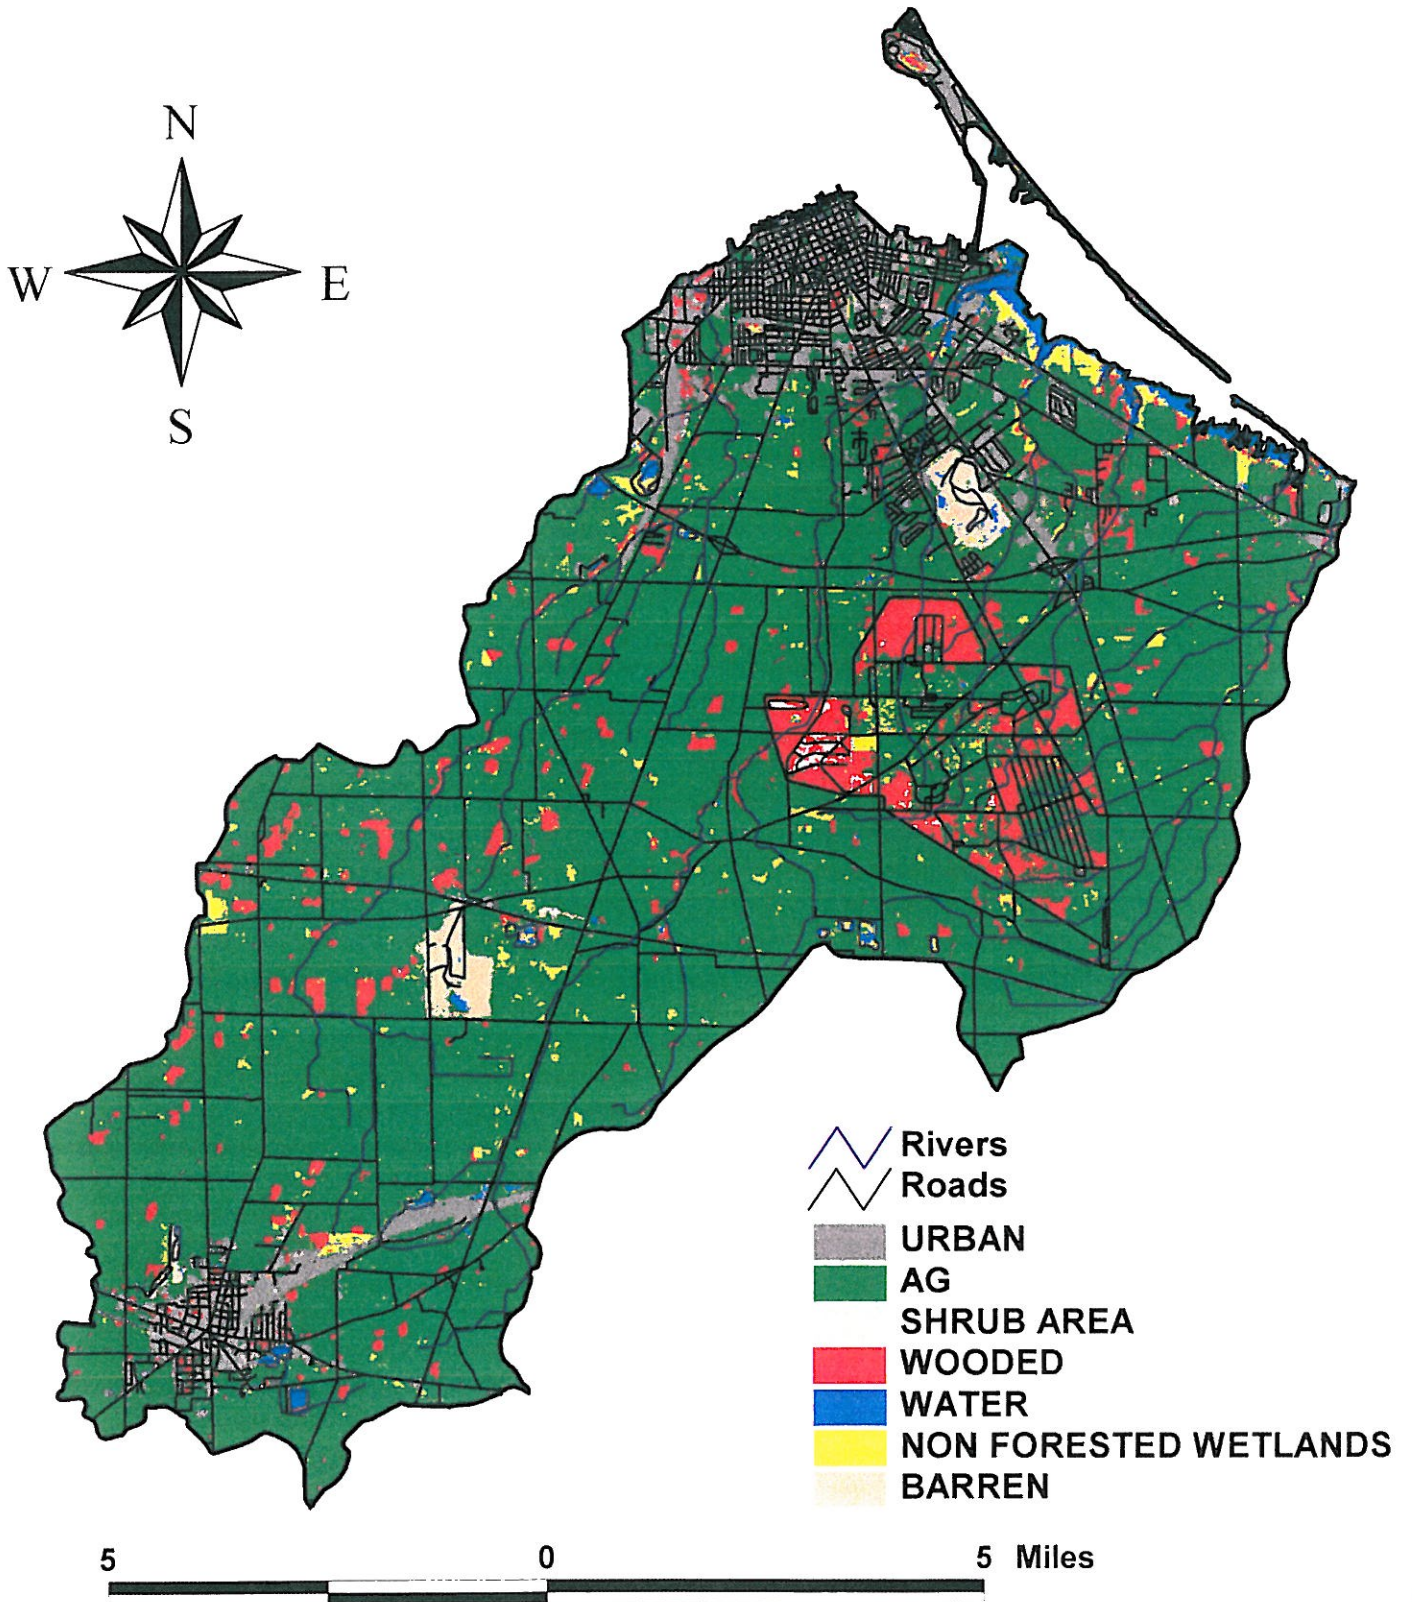 N
W E
S
Rivers
Roads
URBAN
AG
SHRUB AREA
WOODED
WATER
NON FORESTED WETLANDS
BARREN
5 0 5 Miles